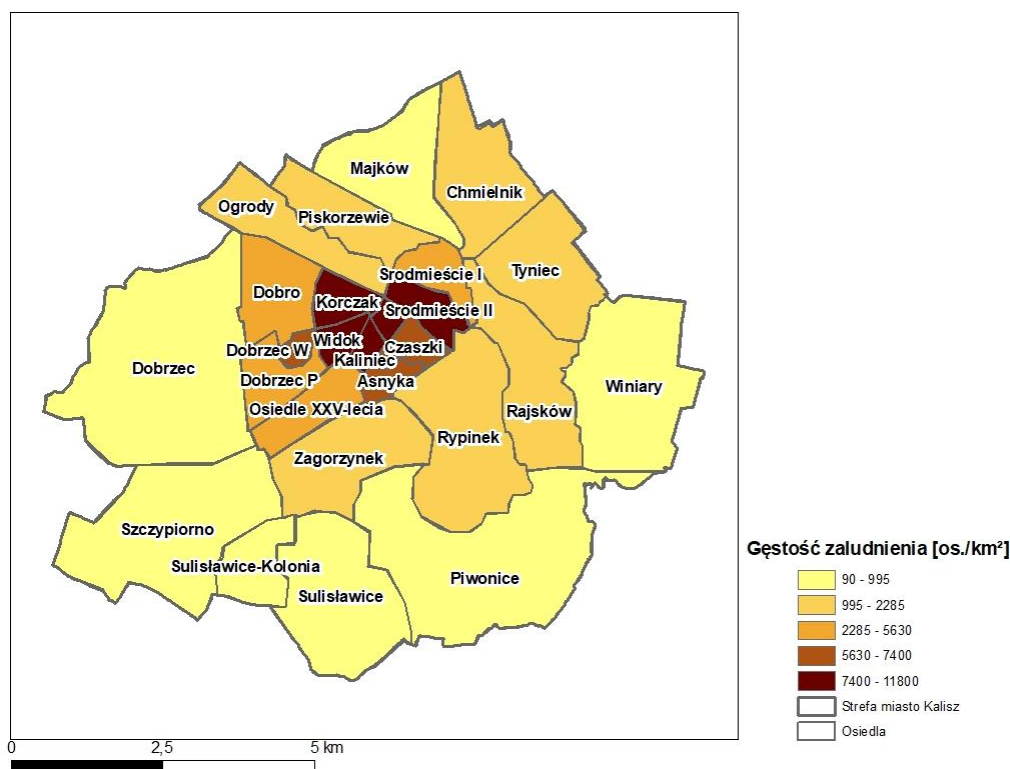 Majków
Chmielnik
Ogrody
Piskorzewie
Tyniec
Srodmieście I
Dobro
Korczak
Srodmieście II
Widok
Czaszki
Dobrzec W
Kaliniec
Dobrzec
Dobrzec P
Asnyka
Winiary
Osiedle XXV-lecia
Rajsków
Rypinek
Zagorzynek
Szczypiorno
Sulisławice-Kolonia
Piwonice
Sulisławice
Gęstość zaludnienia [os./km²]
90 - 995
995 - 2285
2285 - 5630
5630 - 7400
7400 - 11800
Strefa miasto Kalisz
Osiedla
0 2,5 5 km